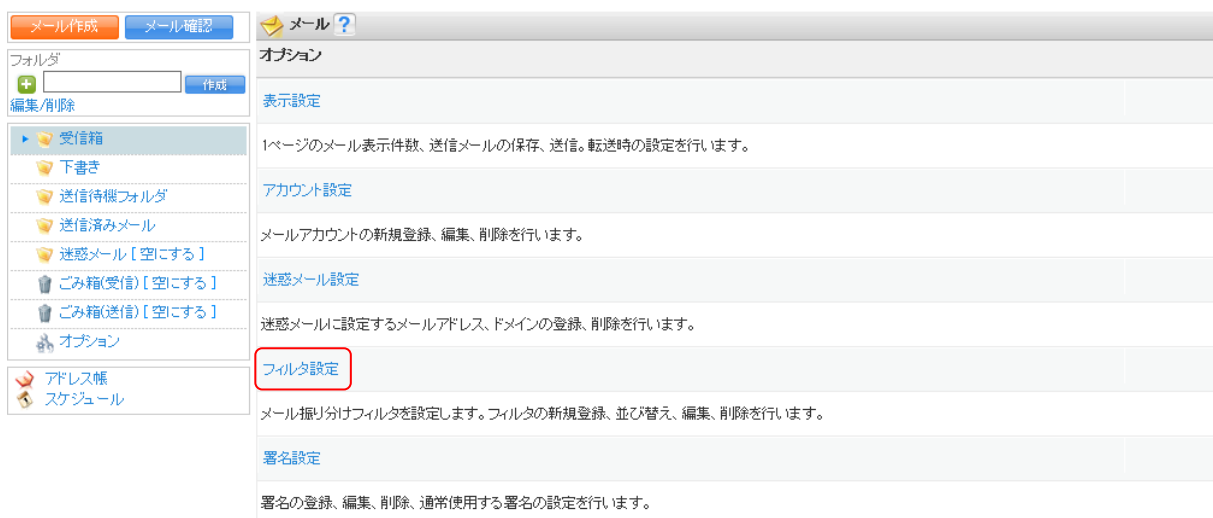 メール作成
メール確認
フォルダ
作成
編集/削除
受信箱
下書き
送信待機フォルダ
送信済みメール
迷惑メール [ 空にする ]
ごみ箱(受信) [ 空にする ]
ごみ箱(送信) [ 空にする ]
オプション
アドレス帳
スケジュール
メール ?
オプション
表示設定
1ページのメール表示件数、送信メールの保存、送信。転送時の設定を行います。
アカウント設定
メールアカウントの新規登録、編集、削除を行います。
迷惑メール設定
迷惑メールに設定するメールアドレス、ドメインの登録、削除を行います。
フィルタ設定
メール振り分けフィルタを設定します。フィルタの新規登録、並び替え、編集、削除を行います。
署名設定
署名の登録、編集、削除、通常使用する署名の設定を行います。